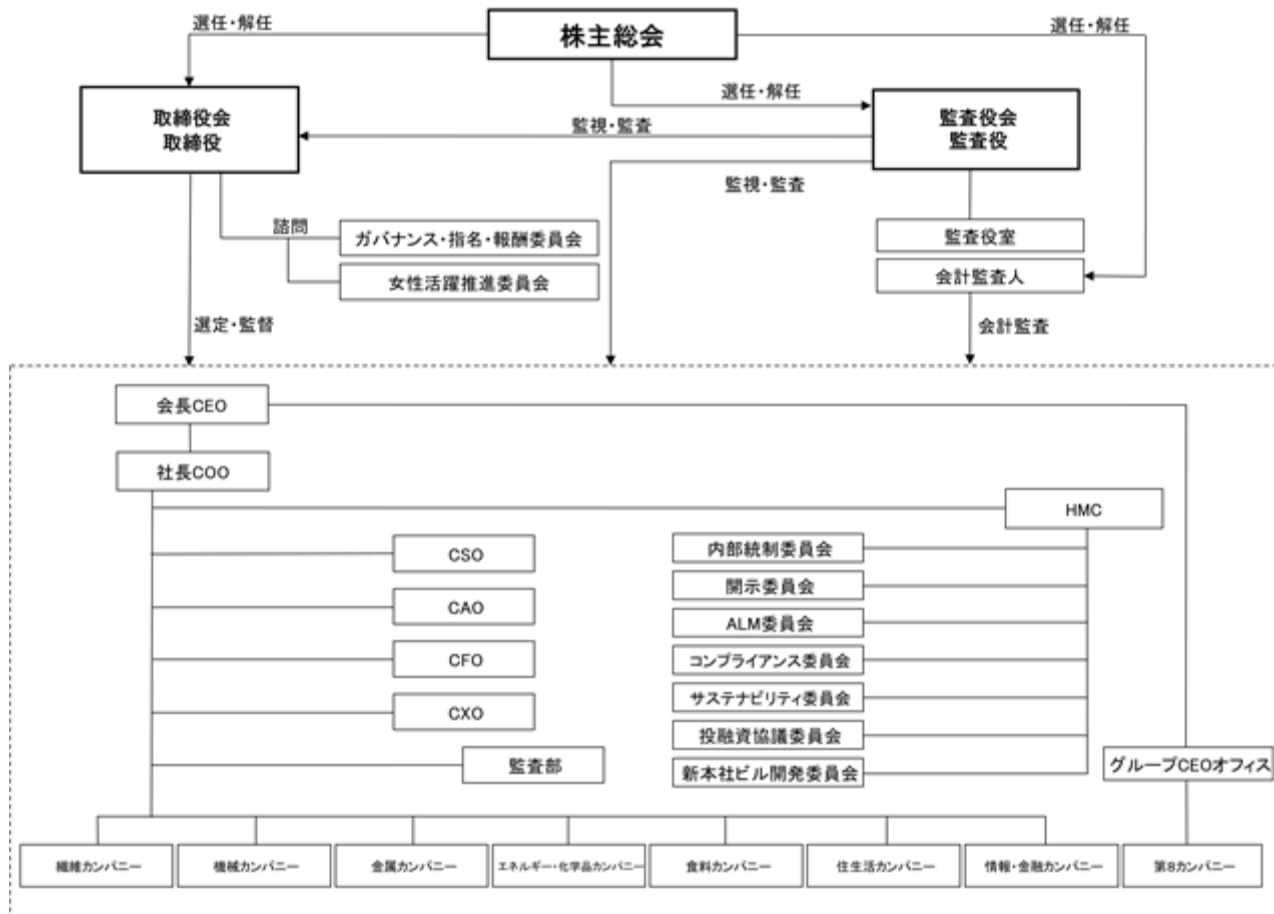 選任・解任
株主総会
選任・解任
取締役会
取締役
選任・解任
監査役会
監査役
監視・監査
監視・監査
諮問
ガバナンス・指名・報酬委員会
女性活躍推進委員会
監査役室
会計監査人
選定・監督
会計監査
会長CEO
社長COO
HMC
CSO
CAO
CFO
CXO
監査部
内部統制委員会
開示委員会
ALM委員会
コンプライアンス委員会
サステナビリティ委員会
投融資協議委員会
新本社ビル開発委員会
グループCEOオフィス
繊維カンパニー
機械カンパニー
金属カンパニー
エネルギー・化学品カンパニー
食料カンパニー
住生活カンパニー
情報・金融カンパニー
第8カンパニー